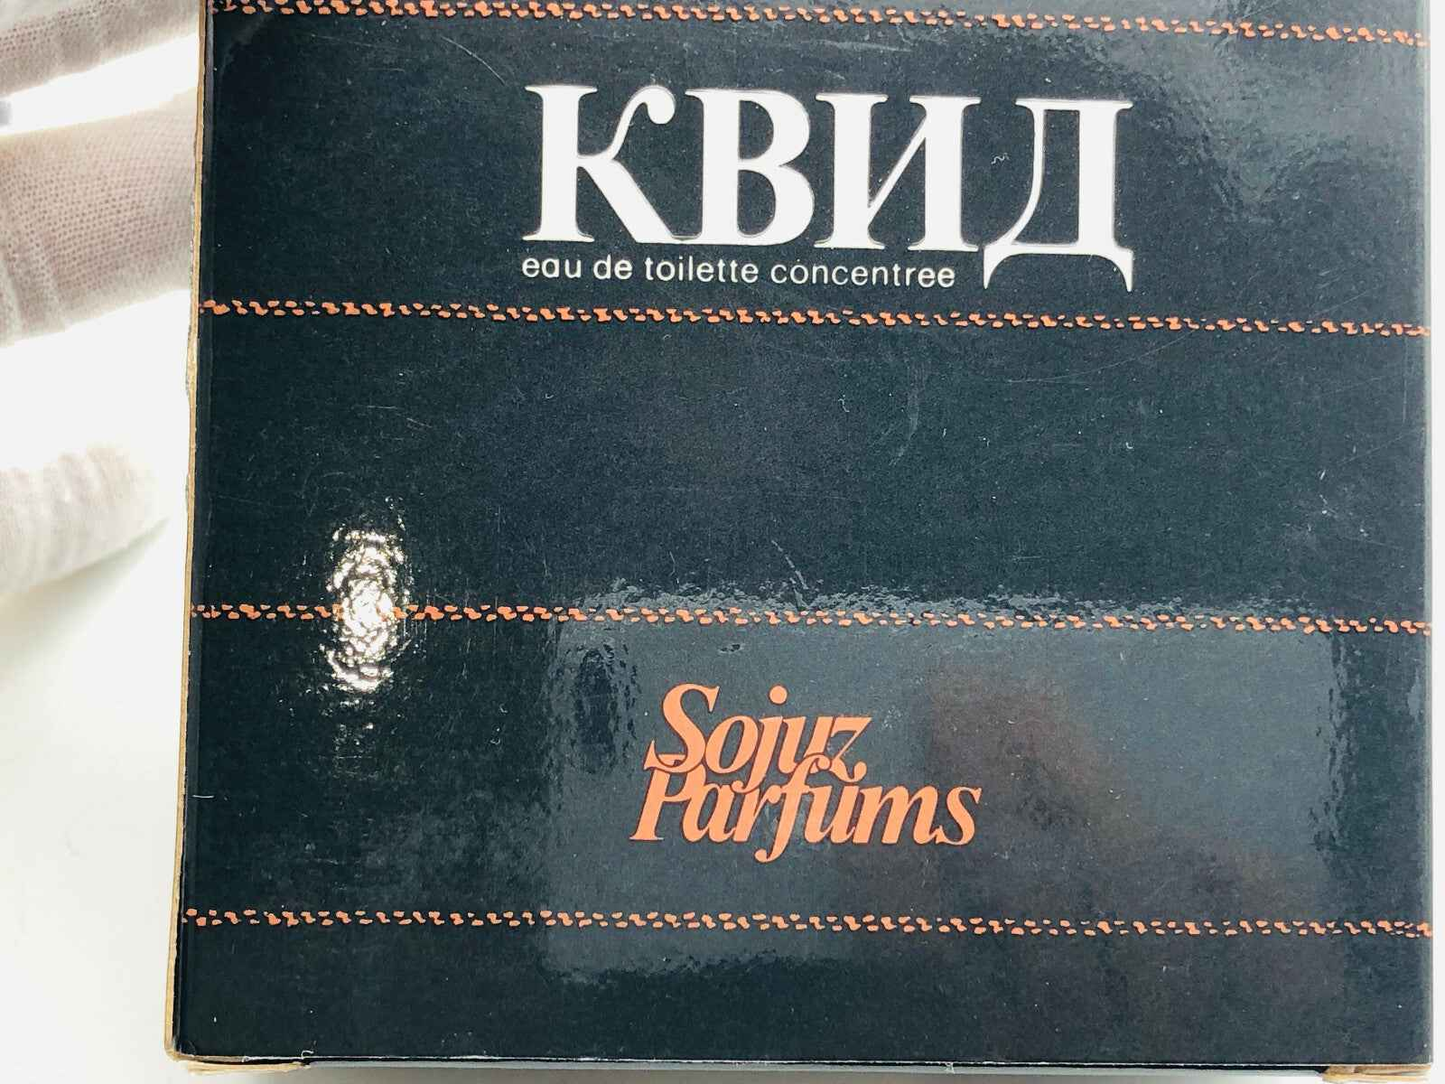 КВИД
eau de toilette concentree
Sojuz
Parfums